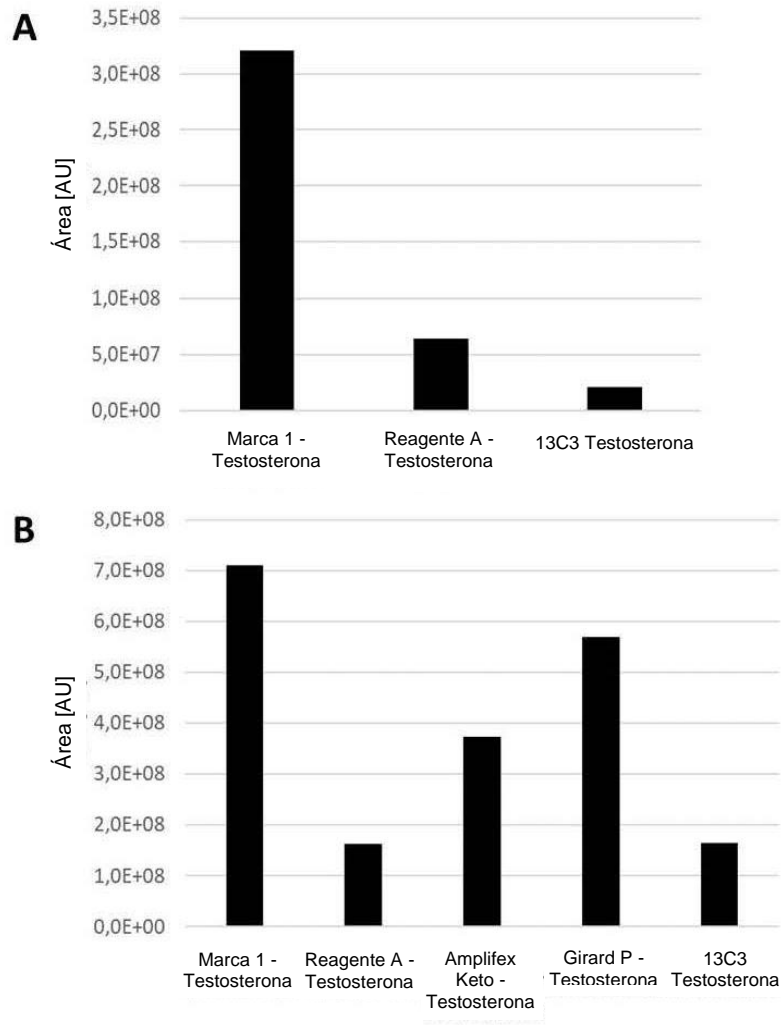 A
Área [AU]
3,5E+08
3,0E+08
2,5E+08
2,0E+08
1,5E+08
1,0E+08
5,0E+07
0,0E+00
Marca 1 -
Testosterona
Reagente A -
Testosterona
13C3 Testosterona
B
Área [AU]
8,0E+08
7,0E+08
6,0E+08
5,0E+08
4,0E+08
3,0E+08
2,0E+08
1,0E+08
0,0E+00
Marca 1 -
Testosterona
Reagente A -
Testosterona
Amplifex
Keto -
Testosterona
Girard P -
Testosterona
13C3
Testosterona